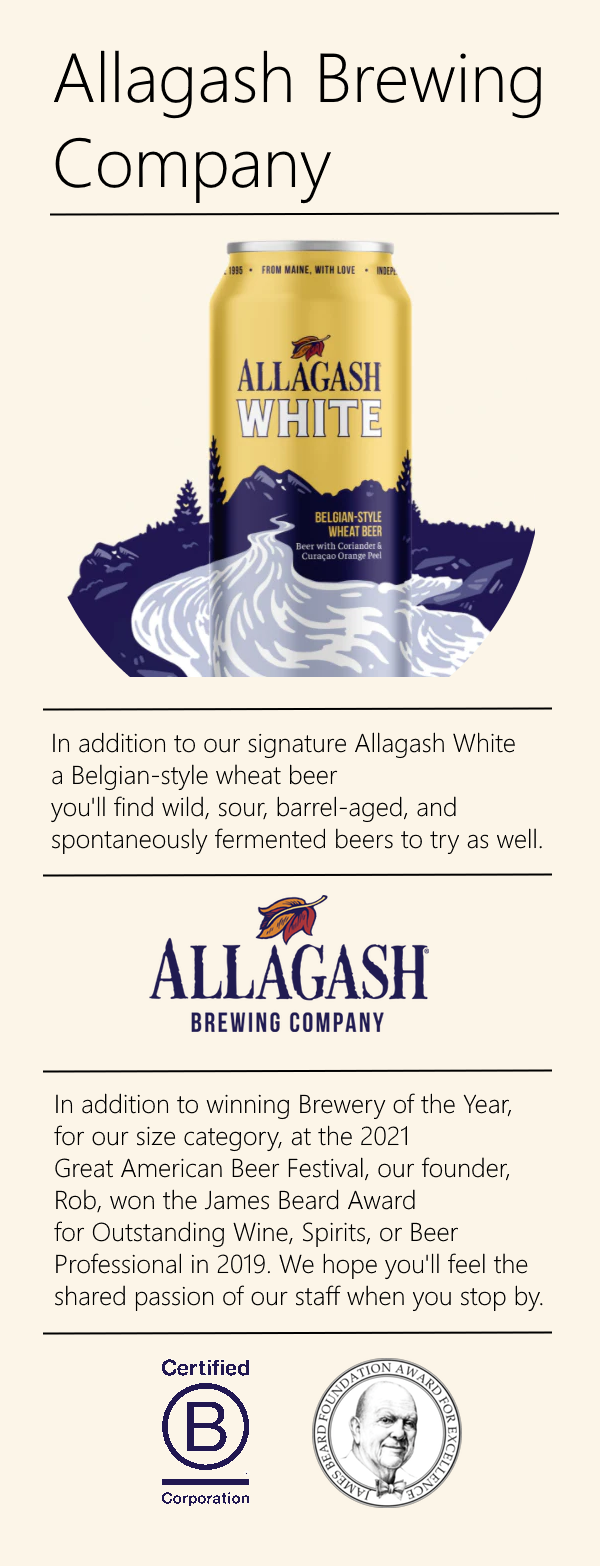 Allagash Brewing
Company
1995 • FROM MAINE, WITH LOVE •
ALLAGASH
WHITE
BELGIAN-STYLE
WHEAT BEER
Beer with Coriander &
Curaçao Orange Peel
In addition to our signature Allagash White
a Belgian-style wheat beer
you'll find wild, sour, barrel-aged, and
spontaneously fermented beers to try as well.
ALLAGASH®
BREWING COMPANY
In addition to winning Brewery of the Year,
for our size category, at the 2021
Great American Beer Festival, our founder,
Rob, won the James Beard Award
for Outstanding Wine, Spirits, or Beer
Professional in 2019. We hope you'll feel the
shared passion of our staff when you stop by.
Certified
B
Corporation
JAMES BEARD FOUNDATION AWARD FOR EXCELLENCE